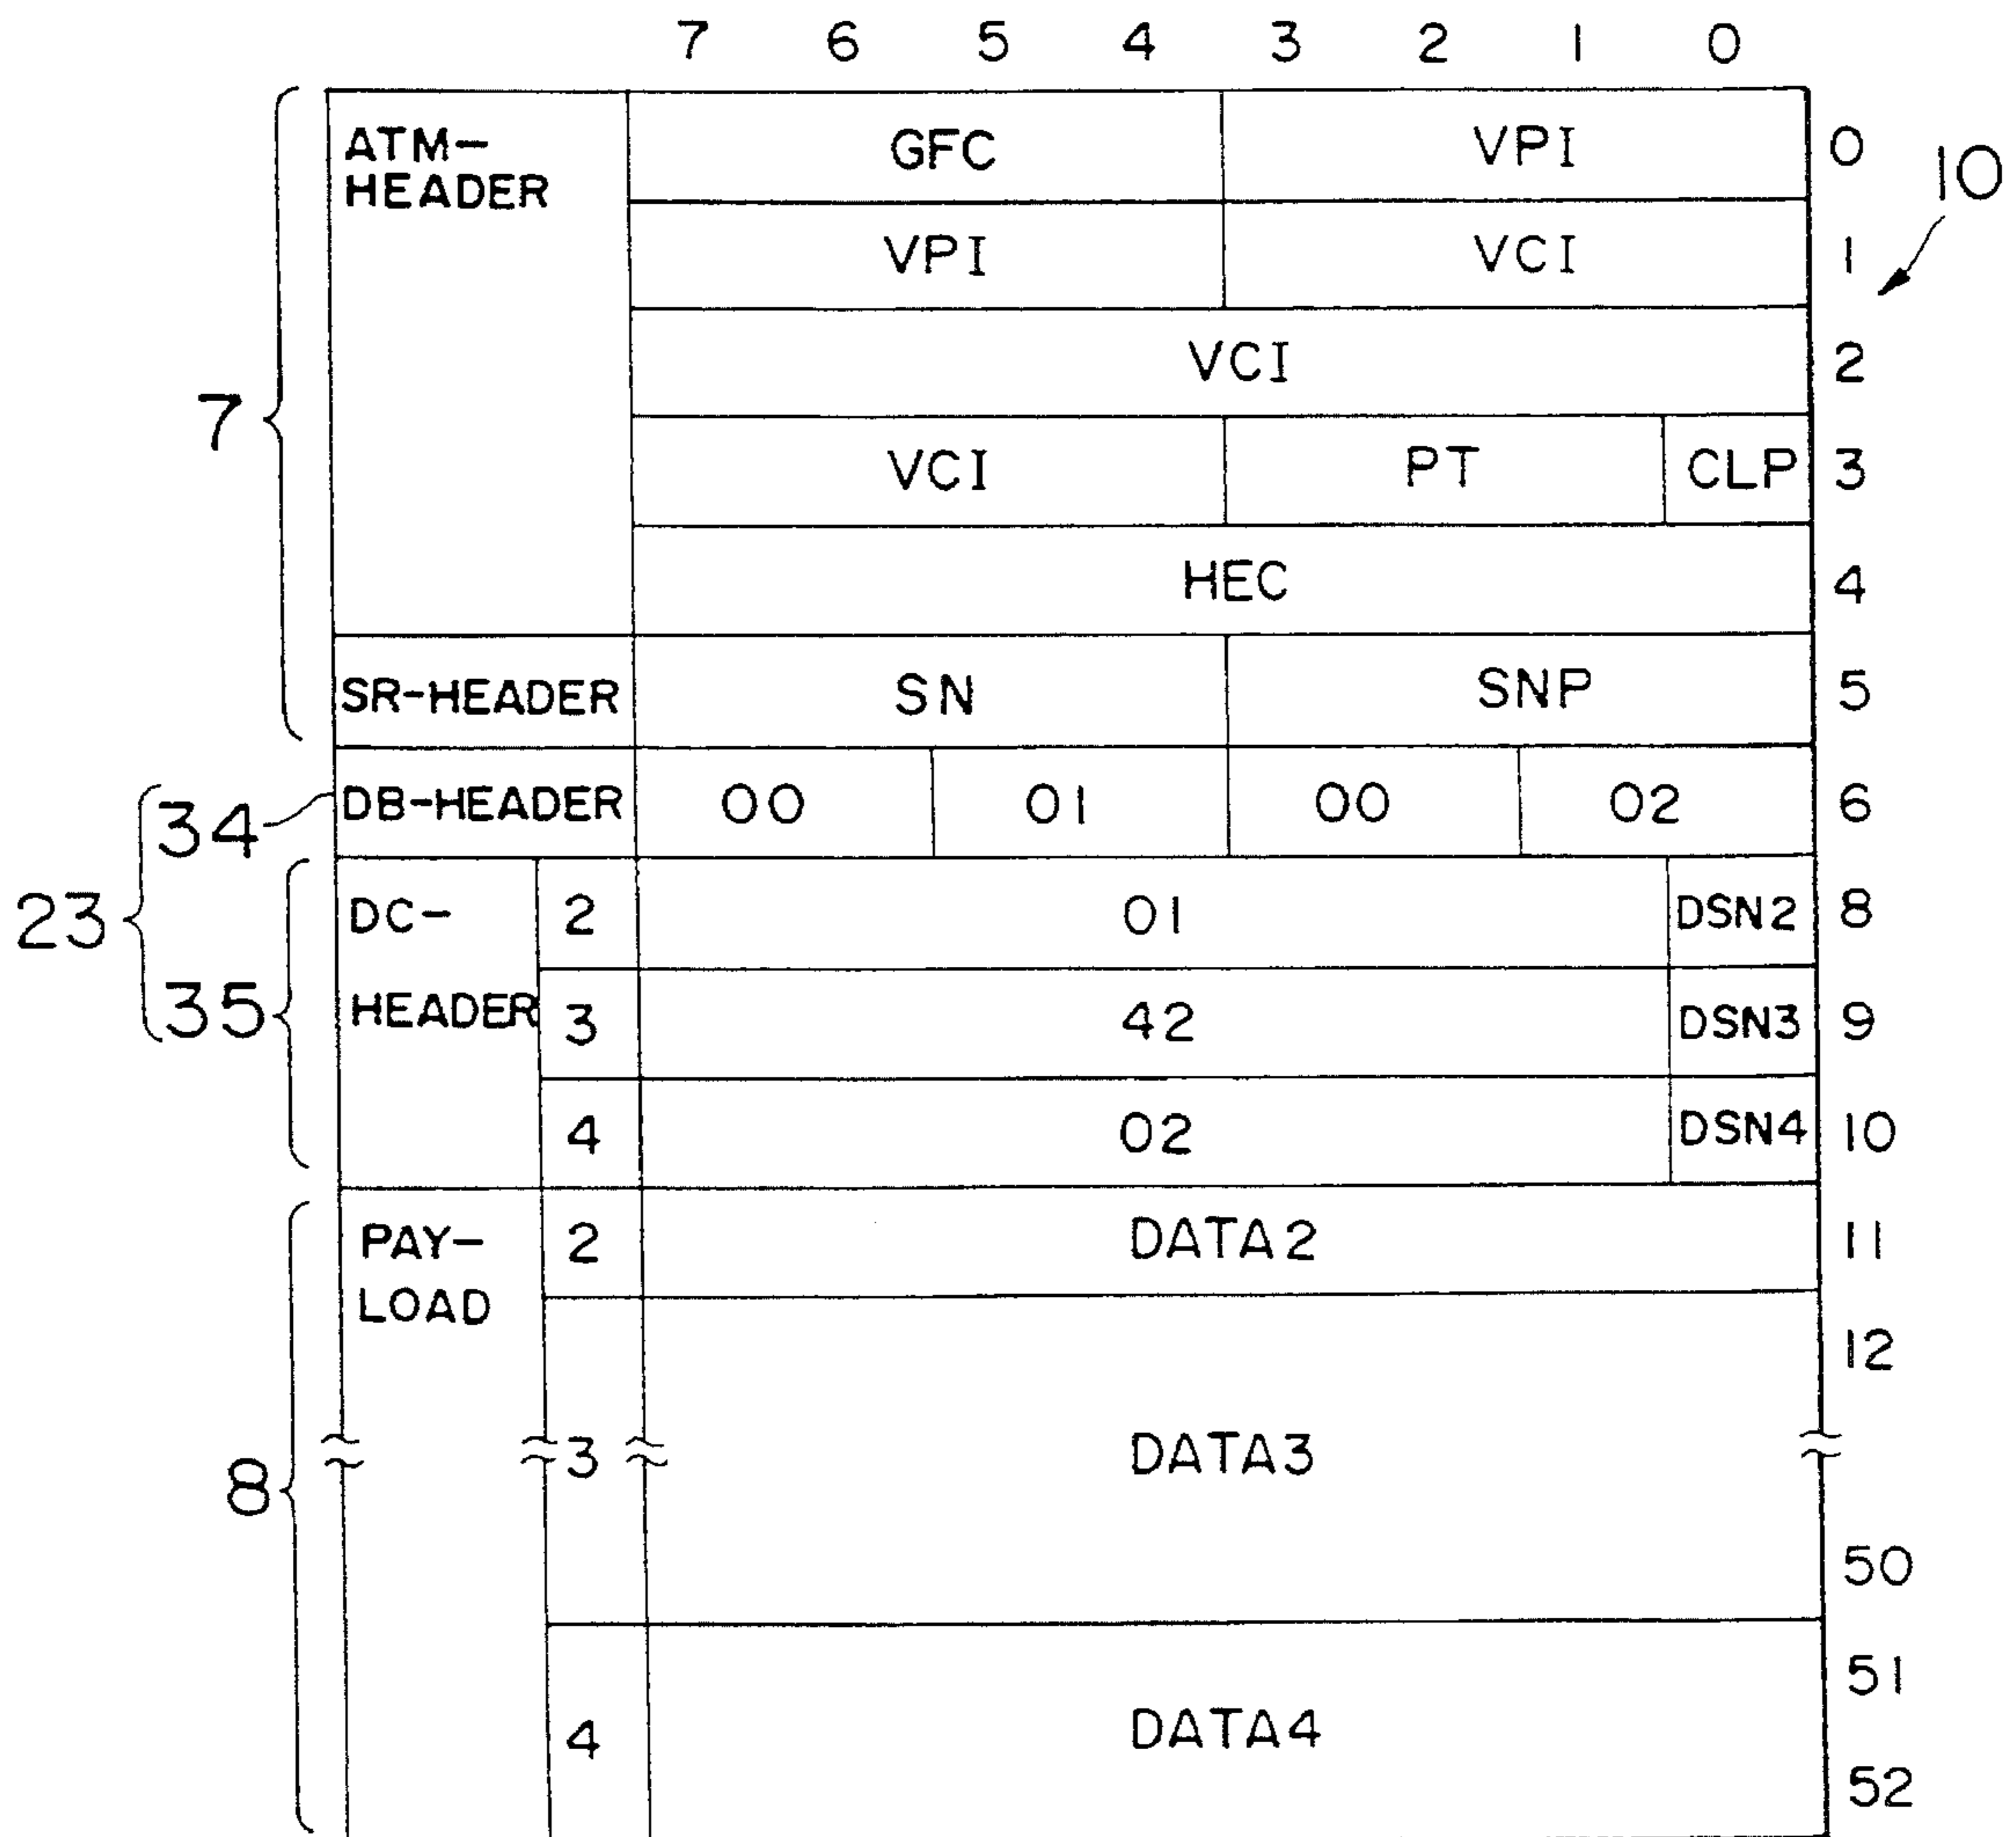 7 6 5 4 3 2 1 0
ATM-
HEADER
GFC VPI 0
10
VPI VCI 1
VCI 2
7
VCI PT CLP 3
HEC 4
SR-HEADER SN SNP 5
34 DB-HEADER 00 01 00 02 6
23
35
DC-
HEADER
2 01 DSN2 8
3 42 DSN3 9
4 02 DSN4 10
8
PAY-
LOAD
2 DATA2 11
12
3 DATA3
50
51
4 DATA4
52